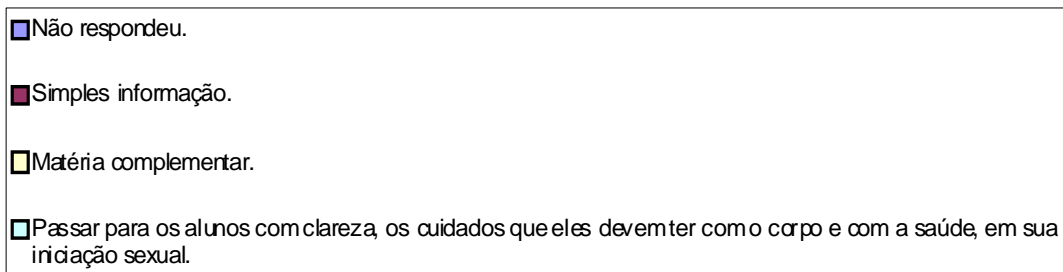 Não respondeu.
Simples informação.
Matéria complementar.
Passar para os alunos com clareza, os cuidados que eles devem ter com o corpo e com a saúde, em sua
iniciação sexual.